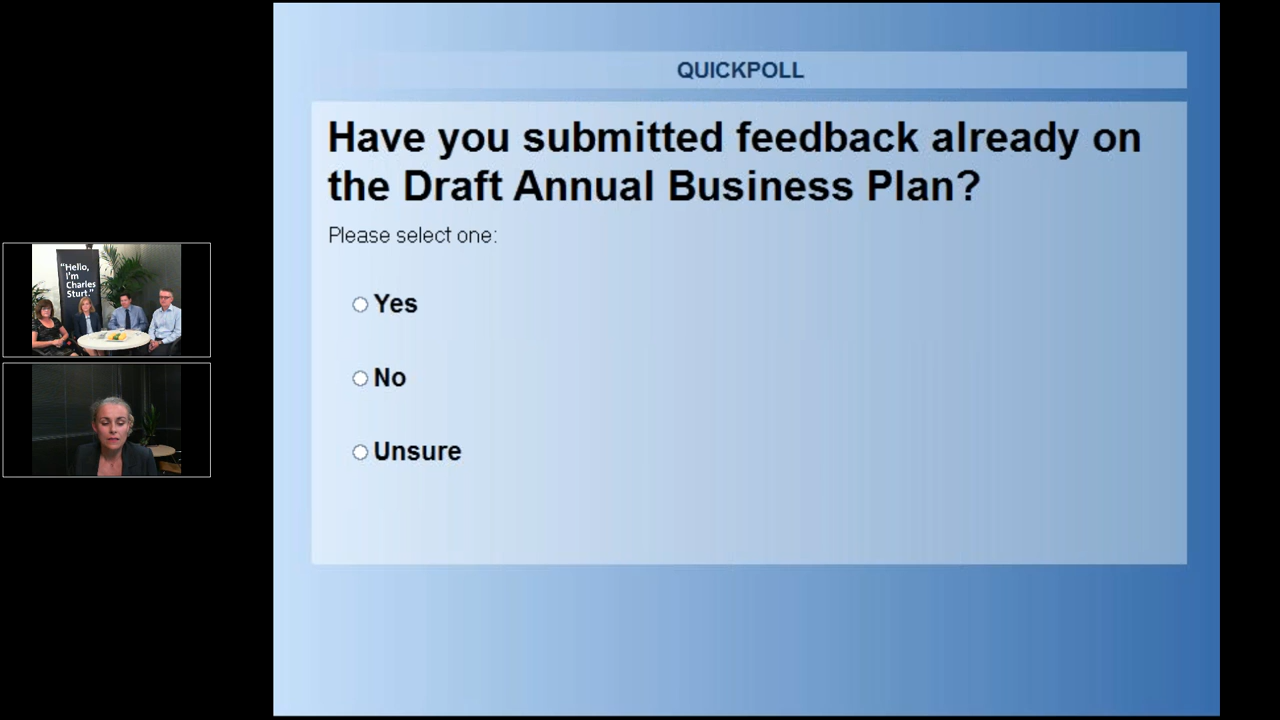 QUICKPOLL
Have you submitted feedback already on
the Draft Annual Business Plan?
Please select one:
Yes
No
Unsure
"Hello,
I'm
Charles
Sturt."